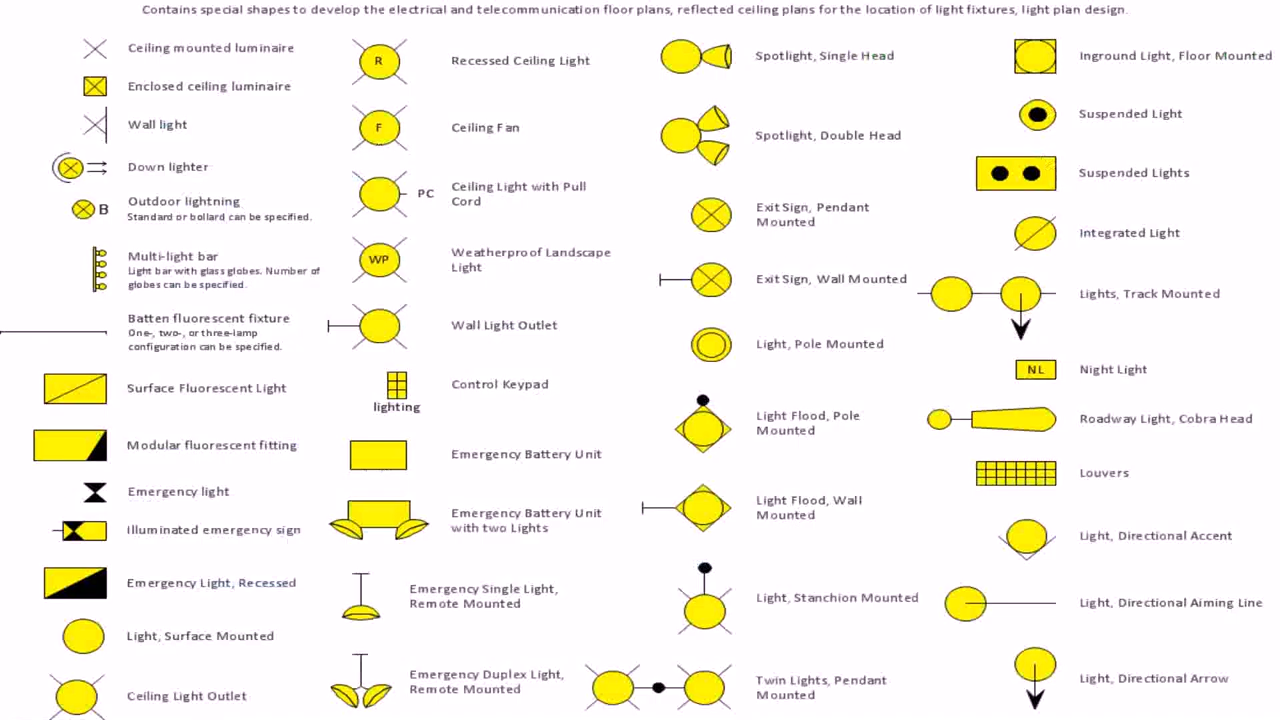 Contains special shapes to develop the electrical and telecommunication floor plans, reflected ceiling plans for the location of light fixtures, light plan design.
Ceiling mounted luminaire
Enclosed ceiling luminaire
Wall light
Down lighter
B
Outdoor lightning
Standard or bollard can be specified.
Multi-light bar
Light bar with glass globes. Number of
globes can be specified.
Batten fluorescent fixture
One-, two-, or three-lamp
configuration can be specified.
Surface Fluorescent Light
Modular fluorescent fitting
Emergency light
Illuminated emergency sign
Emergency Light, Recessed
Light, Surface Mounted
Ceiling Light Outlet
R
Recessed Ceiling Light
F
Ceiling Fan
PC
Ceiling Light with Pull
Cord
WP
Weatherproof Landscape
Light
Wall Light Outlet
Control Keypad
lighting
Emergency Battery Unit
Emergency Battery Unit
with two Lights
Emergency Single Light,
Remote Mounted
Emergency Duplex Light,
Remote Mounted
Spotlight, Single Head
Spotlight, Double Head
Exit Sign, Pendant
Mounted
Exit Sign, Wall Mounted
Light, Pole Mounted
Light Flood, Pole
Mounted
Light Flood, Wall
Mounted
Light, Stanchion Mounted
Twin Lights, Pendant
Mounted
Inground Light, Floor Mounted
Suspended Light
Suspended Lights
Integrated Light
Lights, Track Mounted
NL
Night Light
Roadway Light, Cobra Head
Louvers
Light, Directional Accent
Light, Directional Aiming Line
Light, Directional Arrow